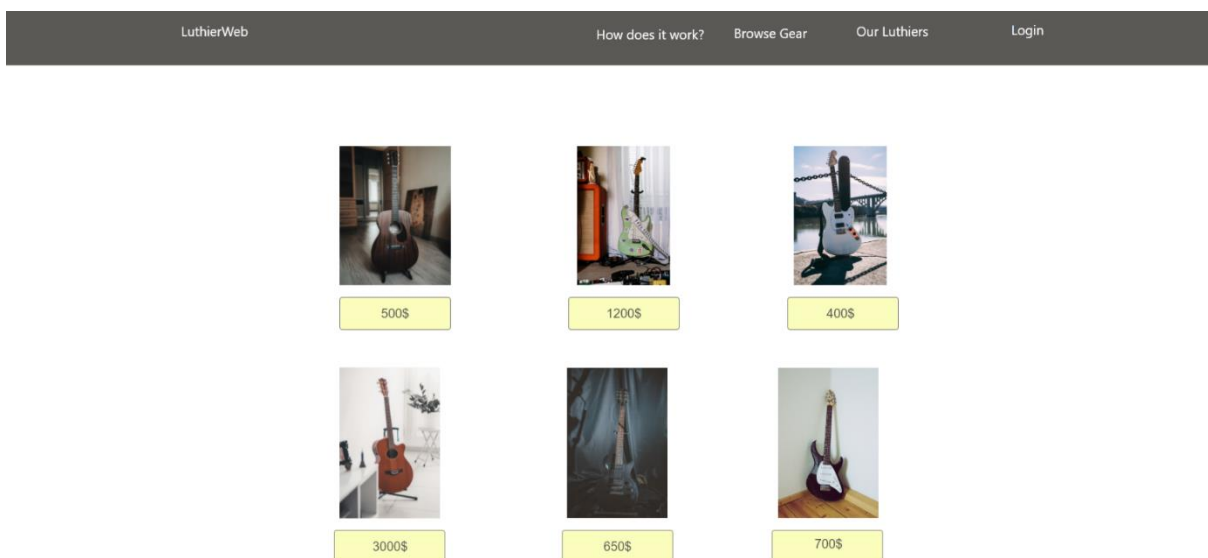 LuthierWeb
How does it work?
Browse Gear
Our Luthiers
Login
500$
1200$
400$
3000$
650$
700$